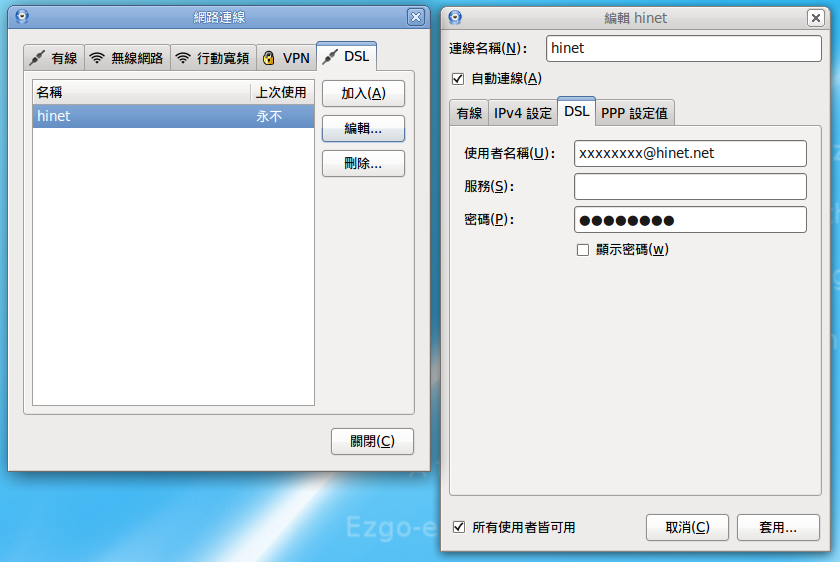 網路連線
有線 無線網路 行動寬頻 VPN DSL
名稱 上次使用
hinet 永不
加入(A)
編輯...
刪除...
關閉(C)
編輯 hinet
連線名稱(N): hinet
自動連線(A)
有線 IPv4 設定 DSL PPP 設定值
使用者名稱(U): xxxxxxxx@hinet.net
服務(S):
密碼(P): ●●●●●●●●
顯示密碼(w)
所有使用者皆可用 取消(C) 套用...
Ezgo-e